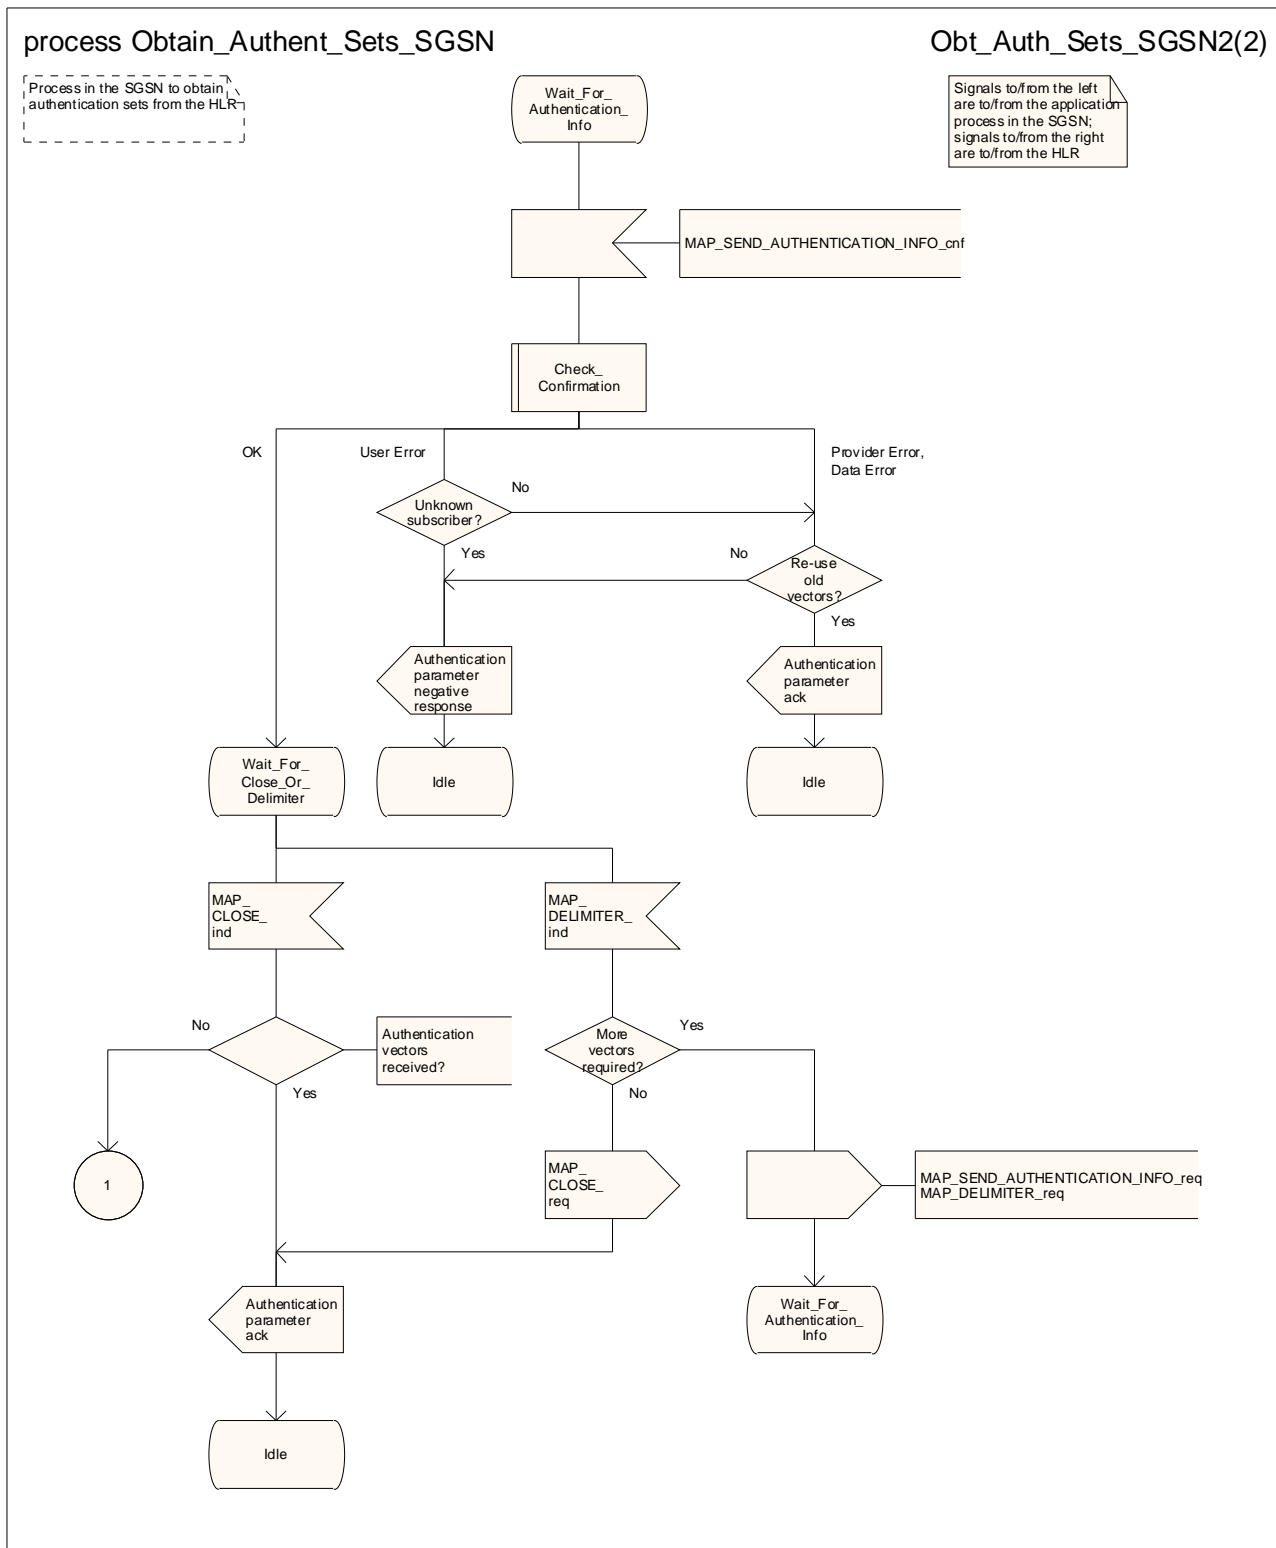 process Obtain_Authent_Sets_SGSN
Obt_Auth_Sets_SGSN2(2)
Process in the SGSN to obtain
authentication sets from the HLR
Wait_For_
Authentication_
Info
Signals to/from the left
are to/from the application
process in the SGSN;
signals to/from the right
are to/from the HLR
MAP_SEND_AUTHENTICATION_INFO_cnf
Check_
Confirmation
OK
User Error
Provider Error,
Data Error
Unknown
subscriber?
No
Yes
No
Re-use
old
vectors?
Yes
Authentication
parameter
negative
response
Authentication
parameter
ack
Wait_For_
Close_Or_
Delimiter
Idle
Idle
MAP_
CLOSE_
ind
MAP_
DELIMITER_
ind
No
Authentication
vectors
received?
Yes
More
vectors
required?
Yes
No
1
MAP_
CLOSE_
req
MAP_SEND_AUTHENTICATION_INFO_req
MAP_DELIMITER_req
Authentication
parameter
ack
Wait_For_
Authentication_
Info
Idle